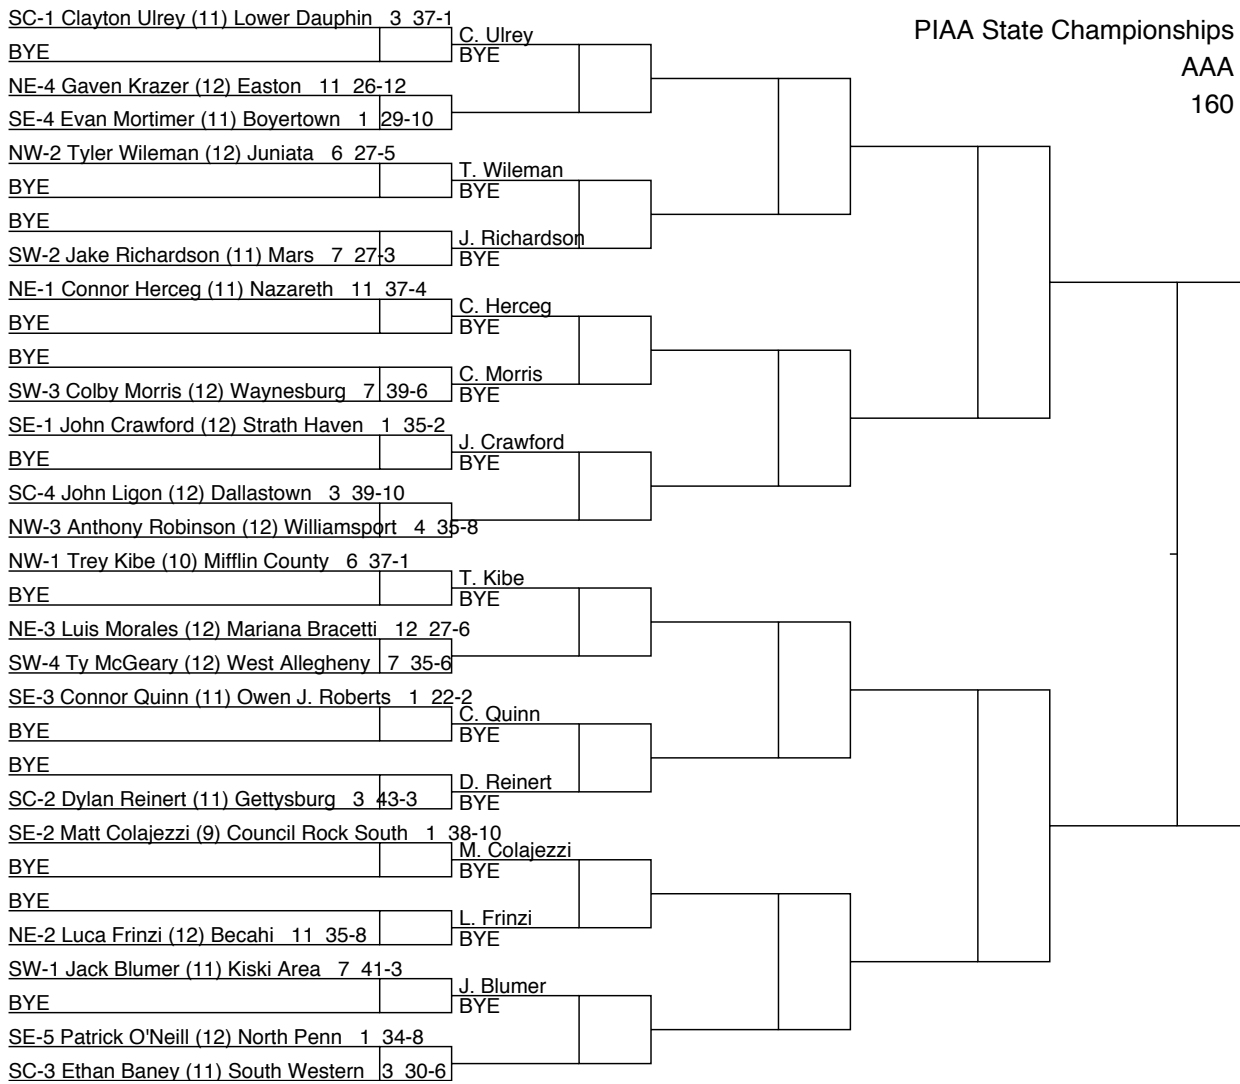 SC-1 Clayton Ulrey (11) Lower Dauphin 3 37-1
PIAA State Championships
C. Ulrey
BYE
BYE
AAA
NE-4 Gaven Krazer (12) Easton 11 26-12
160
SE-4 Evan Mortimer (11) Boyertown 1 29-10
NW-2 Tyler Wileman (12) Juniata 6 27-5
T. Wileman
BYE
BYE
BYE
J. Richardson
SW-2 Jake Richardson (11) Mars 7 27-3
BYE
NE-1 Connor Herceg (11) Nazareth 11 37-4
C. Herceg
BYE
BYE
BYE
C. Morris
SW-3 Colby Morris (12) Waynesburg 7 39-6
BYE
SE-1 John Crawford (12) Strath Haven 1 35-2
J. Crawford
BYE
BYE
SC-4 John Ligon (12) Dallastown 3 39-10
NW-3 Anthony Robinson (12) Williamsport 4 35-8
NW-1 Trey Kibe (10) Mifflin County 6 37-1
T. Kibe
BYE
BYE
NE-3 Luis Morales (12) Mariana Bracetti 12 27-6
SW-4 Ty McGeary (12) West Allegheny 7 35-6
SE-3 Connor Quinn (11) Owen J. Roberts 1 22-2
C. Quinn
BYE
BYE
BYE
D. Reinert
SC-2 Dylan Reinert (11) Gettysburg 3 43-3
BYE
SE-2 Matt Colajezzi (9) Council Rock South 1 38-10
M. Colajezzi
BYE
BYE
BYE
L. Frinzi
NE-2 Luca Frinzi (12) Becahi 11 35-8
BYE
SW-1 Jack Blumer (11) Kiski Area 7 41-3
J. Blumer
BYE
BYE
SE-5 Patrick O'Neill (12) North Penn 1 34-8
SC-3 Ethan Baney (11) South Western 3 30-6